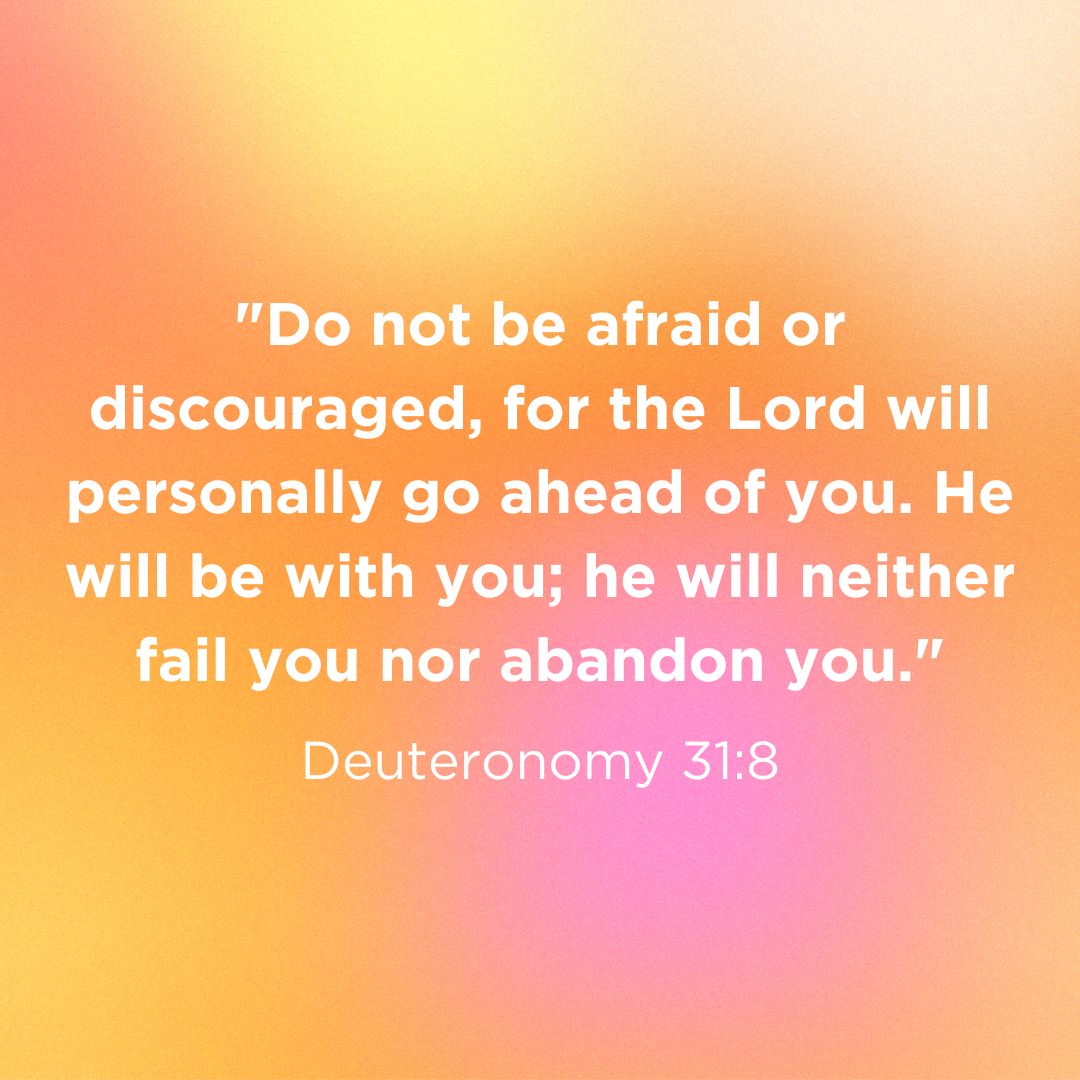 "Do not be afraid or
discouraged, for the Lord will
personally go ahead of you. He
will be with you; he will neither
fail you nor abandon you."
Deuteronomy 31:8